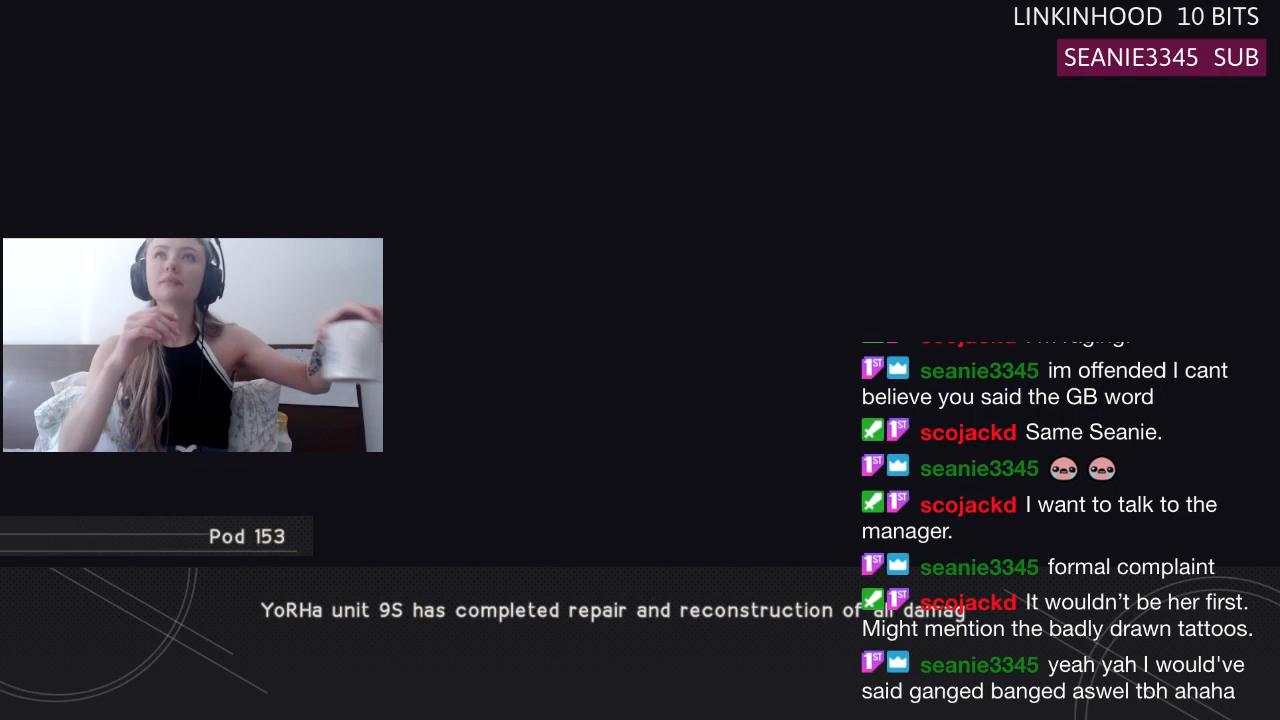 LINKINHOOD 10 BITS
SEANIE3345 SUB
seanie3345 im offended I cant
believe you said the GB word
scojackd Same Seanie.
seanie3345
scojackd I want to talk to the
manager.
seanie3345 formal complaint
scojackd It wouldn’t be her first.
Might mention the badly drawn tattoos.
seanie3345 yeah yah I would've
said ganged banged aswel tbh ahaha
Pod 153
YoRHa unit 9S has completed repair and reconstruction of all damag